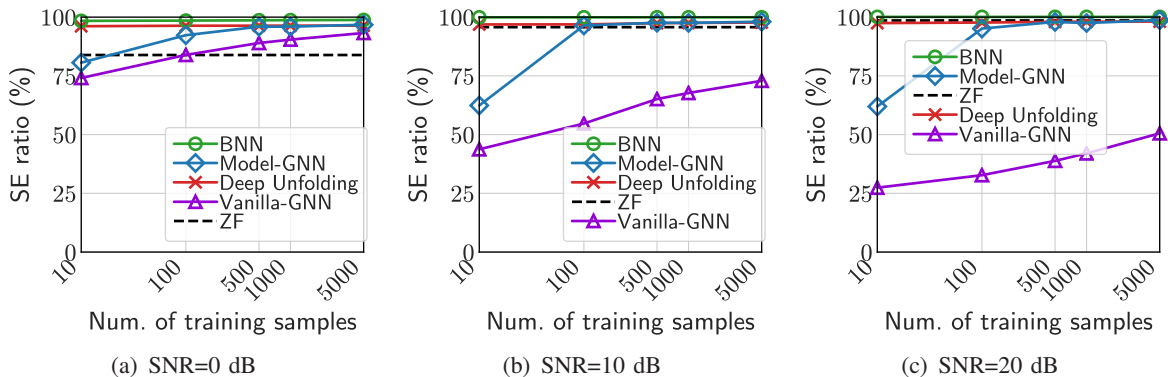 100
75
50
25
0
SE ratio (%)
BNN
Model-GNN
Deep Unfolding
Vanilla-GNN
ZF
10
100
500
1000
5000
Num. of training samples
(a) SNR=0 dB
100
75
50
25
0
SE ratio (%)
BNN
Model-GNN
Deep Unfolding
ZF
Vanilla-GNN
10
100
500
1000
5000
Num. of training samples
(b) SNR=10 dB
100
75
50
25
0
SE ratio (%)
BNN
Model-GNN
ZF
Deep Unfolding
Vanilla-GNN
10
100
500
1000
5000
Num. of training samples
(c) SNR=20 dB